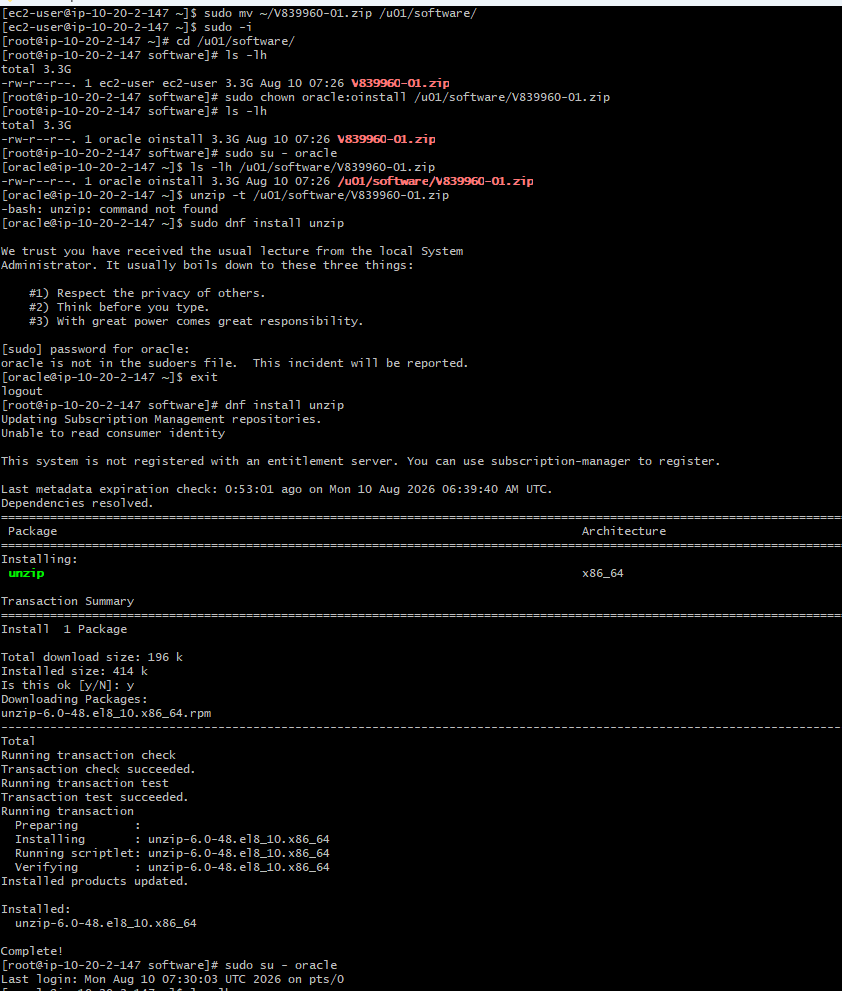 [ec2-user@ip-10-20-2-147 ~]$ sudo mv ~/V839960-01.zip /u01/software/
[ec2-user@ip-10-20-2-147 ~]$ sudo -i
[root@ip-10-20-2-147 ~]# cd /u01/software/
[root@ip-10-20-2-147 software]# ls -lh
total 3.3G
-rw-r--r--. 1 ec2-user ec2-user 3.3G Aug 10 07:26 V839960-01.zip
[root@ip-10-20-2-147 software]# sudo chown oracle:oinstall /u01/software/V839960-01.zip
[root@ip-10-20-2-147 software]# ls -lh
total 3.3G
-rw-r--r--. 1 oracle oinstall 3.3G Aug 10 07:26 V839960-01.zip
[root@ip-10-20-2-147 software]# sudo su - oracle
[oracle@ip-10-20-2-147 ~]$ ls -lh /u01/software/V839960-01.zip
-rw-r--r--. 1 oracle oinstall 3.3G Aug 10 07:26 /u01/software/V839960-01.zip
[oracle@ip-10-20-2-147 ~]$ unzip -t /u01/software/V839960-01.zip
-bash: unzip: command not found
[oracle@ip-10-20-2-147 ~]$ sudo dnf install unzip
We trust you have received the usual lecture from the local System
Administrator. It usually boils down to these three things:
#1) Respect the privacy of others.
#2) Think before you type.
#3) With great power comes great responsibility.
[sudo] password for oracle:
oracle is not in the sudoers file.  This incident will be reported.
[oracle@ip-10-20-2-147 ~]$ exit
logout
[root@ip-10-20-2-147 software]# dnf install unzip
Updating Subscription Management repositories.
Unable to read consumer identity
This system is not registered with an entitlement server. You can use subscription-manager to register.
Last metadata expiration check: 0:53:01 ago on Mon 10 Aug 2026 06:39:40 AM UTC.
Dependencies resolved.
Package Architecture
Installing:
unzip x86_64
Transaction Summary
Install  1 Package
Total download size: 196 k
Installed size: 414 k
Is this ok [y/N]: y
Downloading Packages:
unzip-6.0-48.el8_10.x86_64.rpm
Total
Running transaction check
Transaction check succeeded.
Running transaction test
Transaction test succeeded.
Running transaction
Preparing        :
Installing       : unzip-6.0-48.el8_10.x86_64
Running scriptlet: unzip-6.0-48.el8_10.x86_64
Verifying        : unzip-6.0-48.el8_10.x86_64
Installed products updated.
Installed:
unzip-6.0-48.el8_10.x86_64
Complete!
[root@ip-10-20-2-147 software]# sudo su - oracle
Last login: Mon Aug 10 07:30:03 UTC 2026 on pts/0